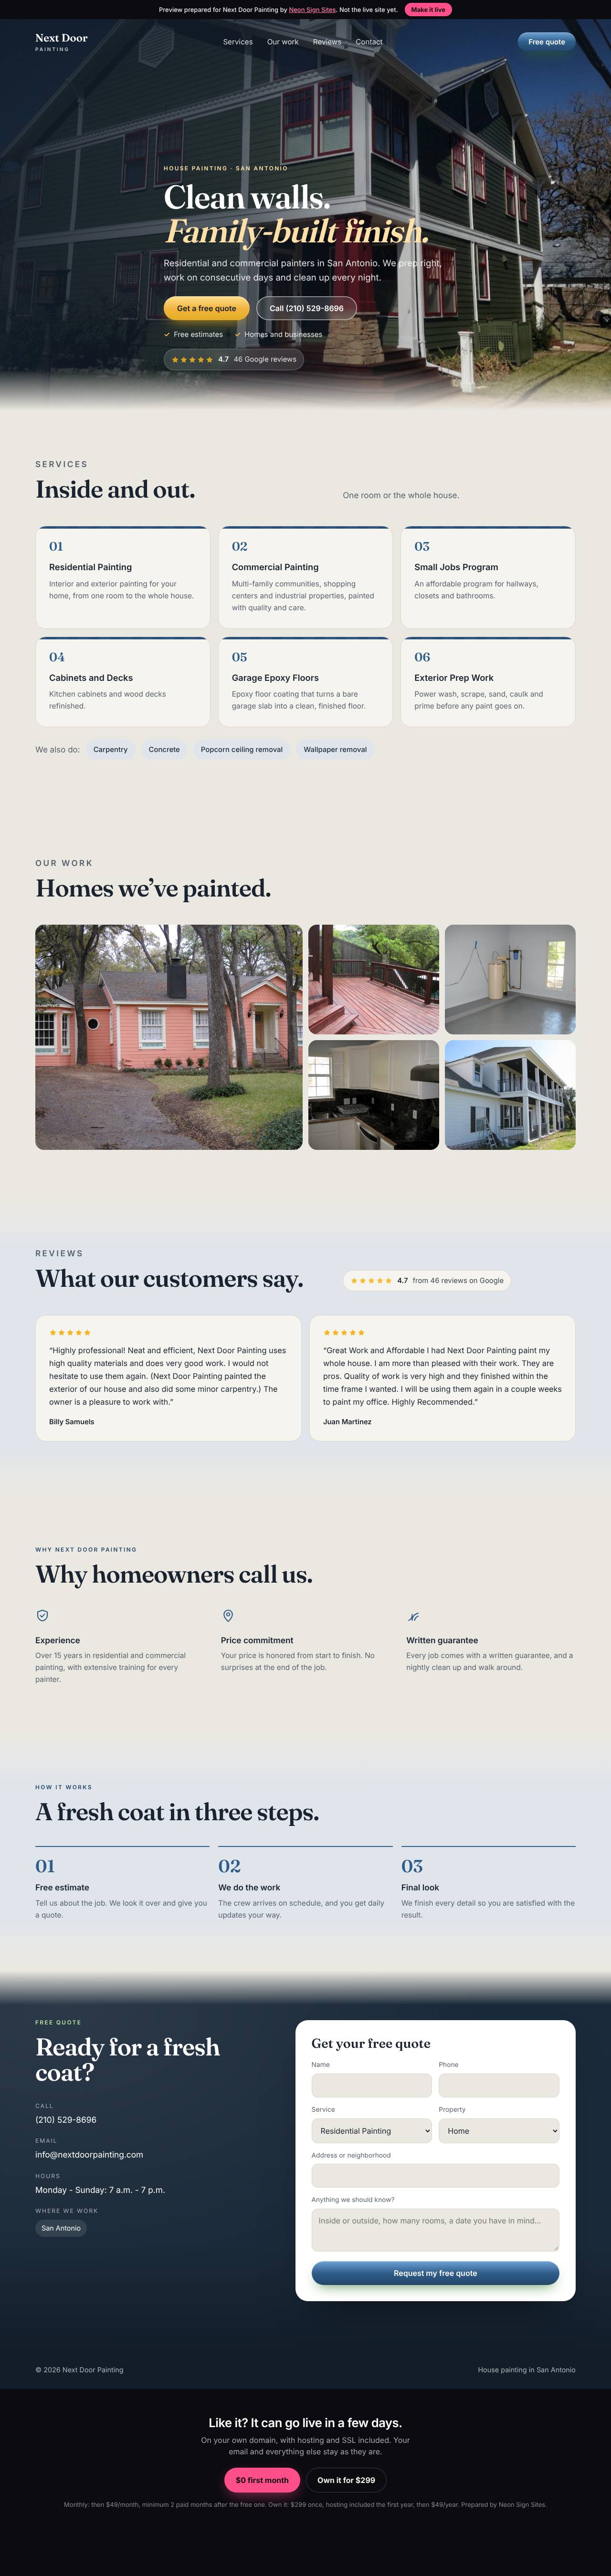 Preview prepared for Next Door Painting by Neon Sign Sites. Not the live site yet.
Make it live
Next Door
PAINTING
Services
Our work
Reviews
Contact
Free quote
HOUSE PAINTING · SAN ANTONIO
Clean walls.
Family-built finish.
Residential and commercial painters in San Antonio. We prep right,
work on consecutive days and clean up every night.
Get a free quote
Call (210) 529-8696
✓ Free estimates
✓ Homes and businesses
★★★★★ 4.7 46 Google reviews
SERVICES
Inside and out.
One room or the whole house.
01
Residential Painting
Interior and exterior painting for your
home, from one room to the whole house.
02
Commercial Painting
Multi-family communities, shopping
centers and industrial properties, painted
with quality and care.
03
Small Jobs Program
An affordable program for hallways,
closets and bathrooms.
04
Cabinets and Decks
Kitchen cabinets and wood decks
refinished.
05
Garage Epoxy Floors
Epoxy floor coating that turns a bare
garage slab into a clean, finished floor.
06
Exterior Prep Work
Power wash, scrape, sand, caulk and
prime before any paint goes on.
We also do:
Carpentry
Concrete
Popcorn ceiling removal
Wallpaper removal
OUR WORK
Homes we’ve painted.
REVIEWS
What our customers say.
★★★★★ 4.7 from 46 reviews on Google
★★★★★
“Highly professional! Neat and efficient, Next Door Painting uses
high quality materials and does very good work. I would not
hesitate to use them again. (Next Door Painting painted the
exterior of our house and also did some minor carpentry.) The
owner is a pleasure to work with.”
Billy Samuels
★★★★★
“Great Work and Affordable I had Next Door Painting paint my
whole house. I am more than pleased with their work. They are
pros. Quality of work is very high and they finished within the
time frame I wanted. I will be using them again in a couple weeks
to paint my office. Highly Recommended.”
Juan Martinez
WHY NEXT DOOR PAINTING
Why homeowners call us.
Experience
Over 15 years in residential and commercial
painting, with extensive training for every
painter.
Price commitment
Your price is honored from start to finish. No
surprises at the end of the job.
Written guarantee
Every job comes with a written guarantee, and a
nightly clean up and walk around.
HOW IT WORKS
A fresh coat in three steps.
01
Free estimate
Tell us about the job. We look it over and give you
a quote.
02
We do the work
The crew arrives on schedule, and you get daily
updates your way.
03
Final look
We finish every detail so you are satisfied with the
result.
FREE QUOTE
Ready for a fresh
coat?
CALL
(210) 529-8696
EMAIL
info@nextdoorpainting.com
HOURS
Monday - Sunday: 7 a.m. - 7 p.m.
WHERE WE WORK
San Antonio
Get your free quote
Name
Phone
Service
Property
Residential Painting
Home
Address or neighborhood
Anything we should know?
Inside or outside, how many rooms, a date you have in mind...
Request my free quote
© 2026 Next Door Painting
House painting in San Antonio
Like it? It can go live in a few days.
On your own domain, with hosting and SSL included. Your
email and everything else stay as they are.
$0 first month
Own it for $299
Monthly: then $49/month, minimum 2 paid months after the free one. Own it: $299 once, hosting included the first year, then $49/year. Prepared by Neon Sign Sites.